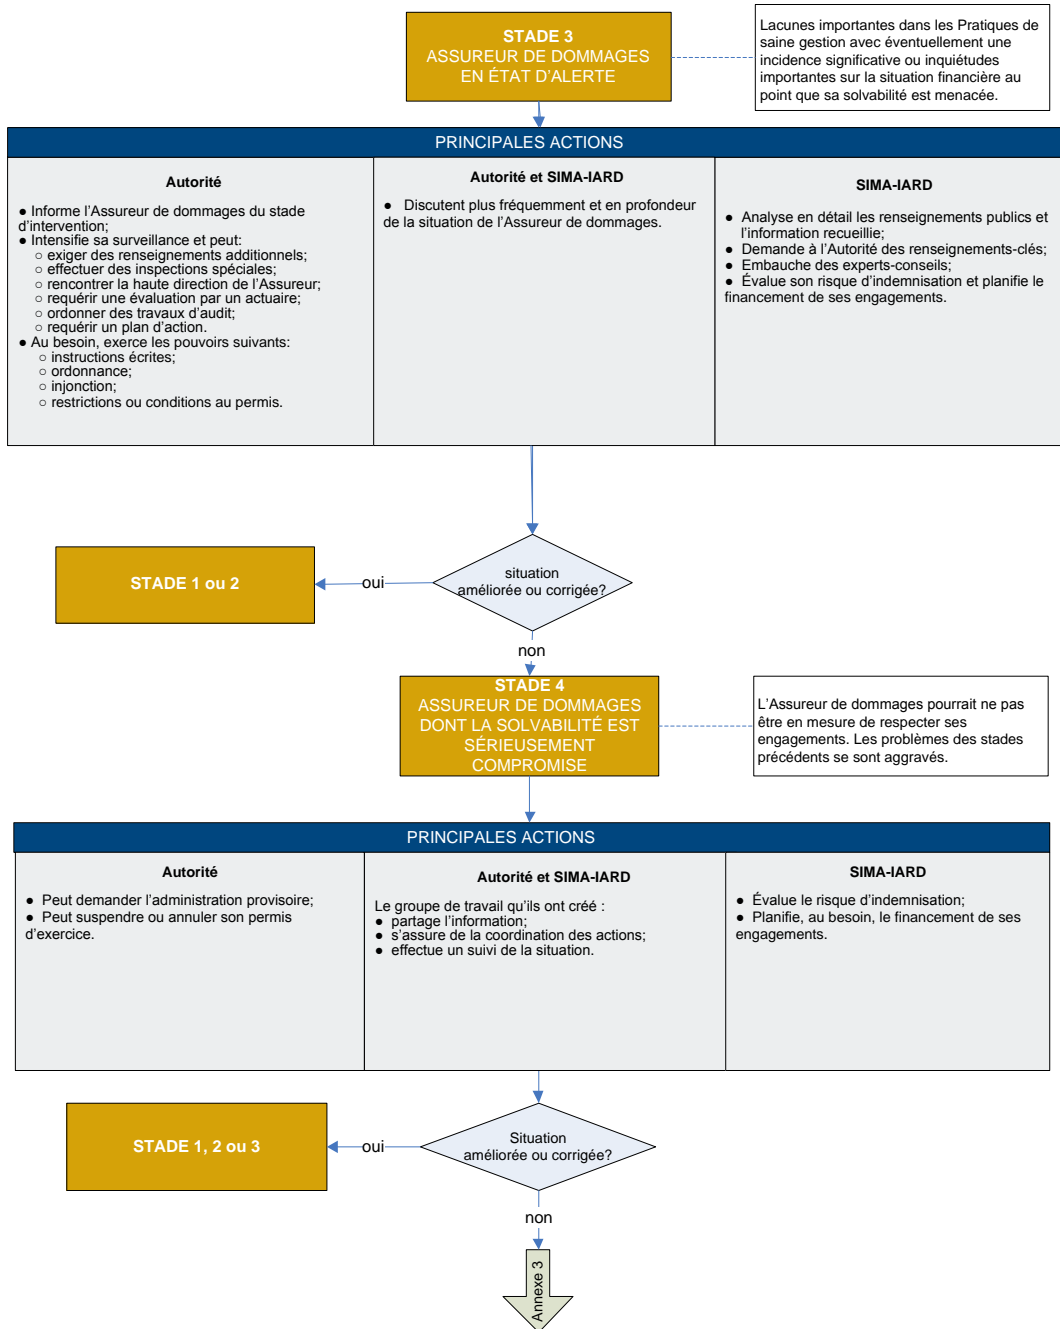 STADE 3
ASSUREUR DE DOMMAGES
EN ÉTAT D'ALERTE
Lacunes importantes dans les Pratiques de
saine gestion avec éventuellement une
incidence significative ou inquiétudes
importantes sur la situation financière au
point que sa solvabilité est menacée.
PRINCIPALES ACTIONS
Autorité
● Informe l'Assureur de dommages du stade
d'intervention;
● Intensifie sa surveillance et peut:
○ exiger des renseignements additionnels;
○ effectuer des inspections spéciales;
○ rencontrer la haute direction de l'Assureur;
○ requérir une évaluation par un actuaire;
○ ordonner des travaux d'audit;
○ requérir un plan d'action.
● Au besoin, exerce les pouvoirs suivants:
○ instructions écrites;
○ ordonnance;
○ injonction;
○ restrictions ou conditions au permis.
Autorité et SIMA-IARD
● Discutent plus fréquemment et en profondeur
de la situation de l'Assureur de dommages.
SIMA-IARD
● Analyse en détail les renseignements publics et
l'information recueillie;
● Demande à l'Autorité des renseignements-clés;
● Embauche des experts-conseils;
● Évalue son risque d'indemnisation et planifie le
financement de ses engagements.
situation
améliorée ou corrigée?
oui
STADE 1 ou 2
non
STADE 4
ASSUREUR DE DOMMAGES
DONT LA SOLVABILITÉ EST
SÉRIEUSEMENT
COMPROMISE
L'Assureur de dommages pourrait ne pas
être en mesure de respecter ses
engagements. Les problèmes des stades
précédents se sont aggravés.
PRINCIPALES ACTIONS
Autorité
● Peut demander l'administration provisoire;
● Peut suspendre ou annuler son permis
d'exercice.
Autorité et SIMA-IARD
Le groupe de travail qu'ils ont créé :
● partage l'information;
● s'assure de la coordination des actions;
● effectue un suivi de la situation.
SIMA-IARD
● Évalue le risque d'indemnisation;
● Planifie, au besoin, le financement de ses
engagements.
Situation
améliorée ou corrigée?
oui
STADE 1, 2 ou 3
non
Annexe 3